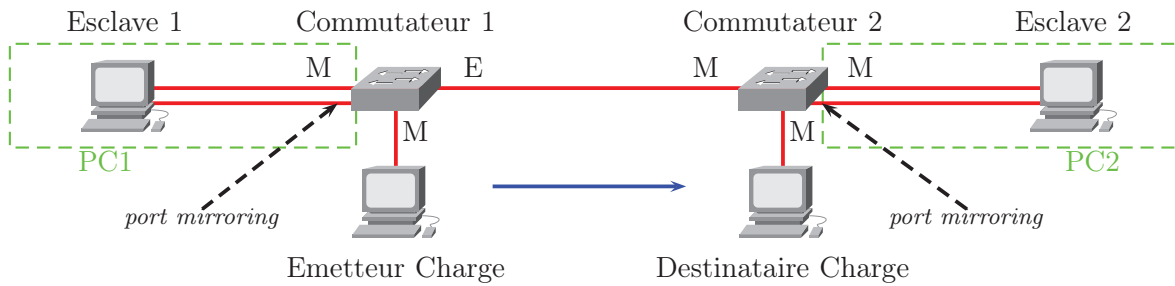 Esclave 1
Commutateur 1
Commutateur 2
Esclave 2
M
E
M
M
M
M
PC1
PC2
port mirroring
port mirroring
Emetteur Charge
Destinataire Charge